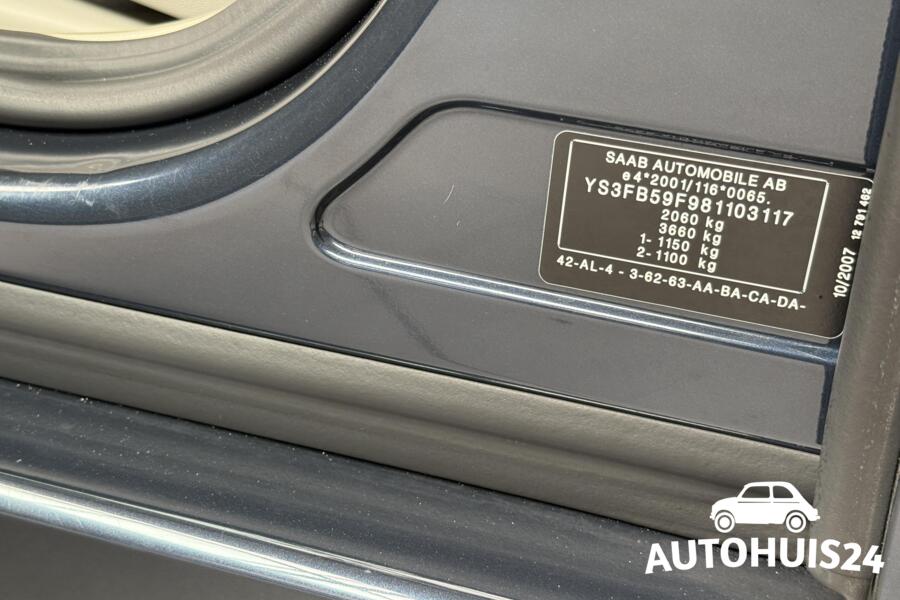 SAAB AUTOMOBILE AB
e4*2001/116*0065.
YS3FB59F981103117
2060 kg
3660 kg
1- 1150 kg
2- 1100 kg
42-AL-4 - 3-62-63-AA-BA-CA-DA-
10/2007 12 791 462
AUTOHUIS24